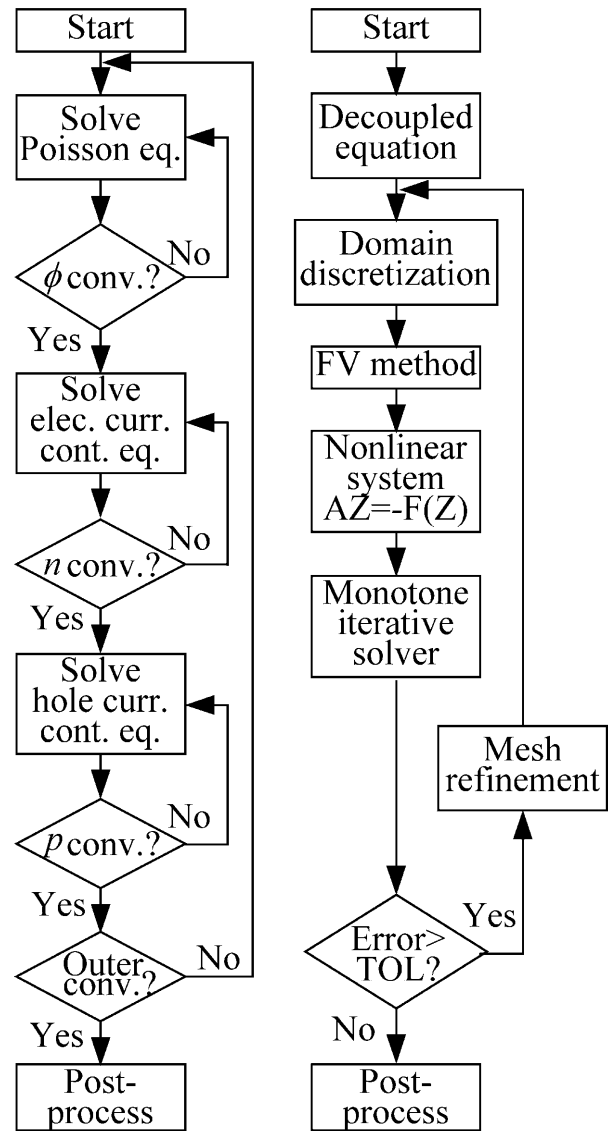 Start
Solve
Poisson eq.
No
ϕ conv.?
Yes
Solve
elec. curr.
cont. eq.
No
n conv.?
Yes
Solve
hole curr.
cont. eq.
No
p conv.?
Yes
Outer
conv.?
No
Yes
Post-
process
Start
Decoupled
equation
Domain
discretization
FV method
Nonlinear
system
AZ=-F(Z)
Monotone
iterative
solver
Mesh
refinement
Yes
Error>
TOL?
No
Post-
process